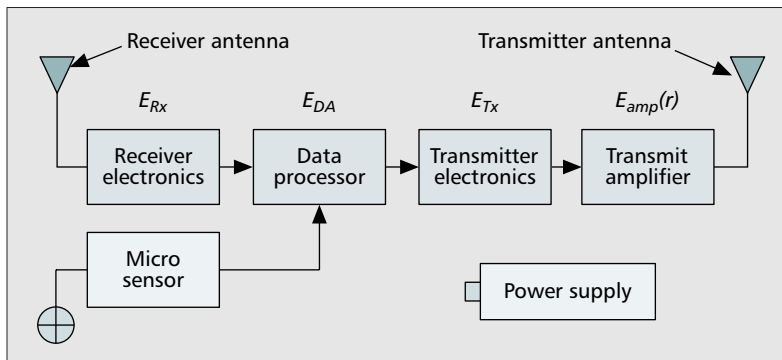 Receiver antenna
Transmitter antenna
E_Rx
E_DA
E_Tx
E_amp(r)
Receiver
electronics
Data
processor
Transmitter
electronics
Transmit
amplifier
Micro
sensor
Power supply